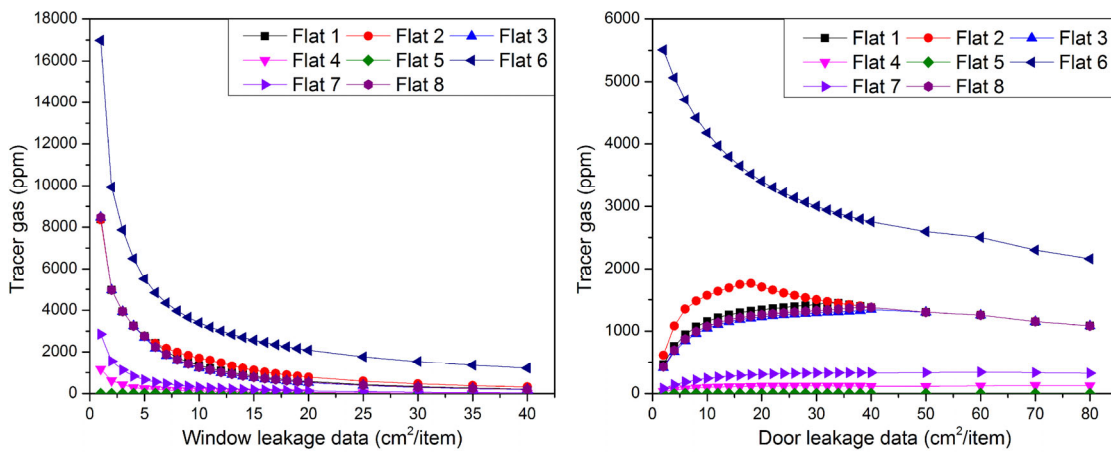 18000
16000
14000
12000
10000
8000
6000
4000
2000
0
Tracer gas (ppm)
Flat 1 Flat 2 Flat 3
Flat 4 Flat 5 Flat 6
Flat 7 Flat 8
0 5 10 15 20 25 30 35 40
Window leakage data (cm²/item)
6000
5000
4000
3000
2000
1000
0
Tracer gas (ppm)
Flat 1 Flat 2 Flat 3
Flat 4 Flat 5 Flat 6
Flat 7 Flat 8
0 10 20 30 40 50 60 70 80
Door leakage data (cm²/item)